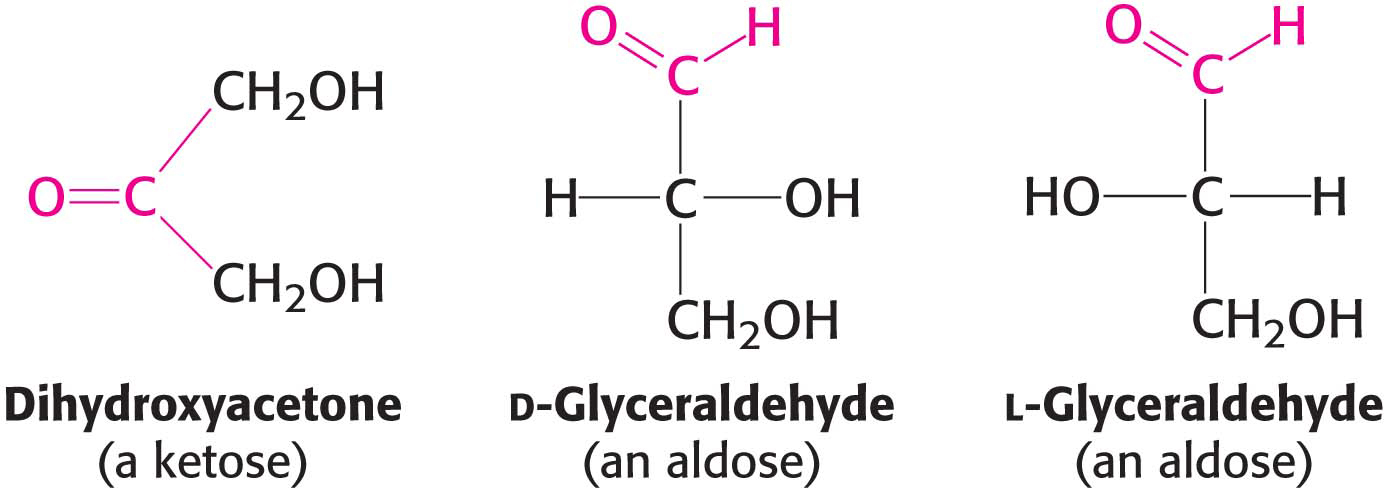 CH₂OH
O=C
CH₂OH
Dihydroxyacetone
(a ketose)
O H
C
H C OH
CH₂OH
D-Glyceraldehyde
(an aldose)
O H
C
HO C H
CH₂OH
L-Glyceraldehyde
(an aldose)